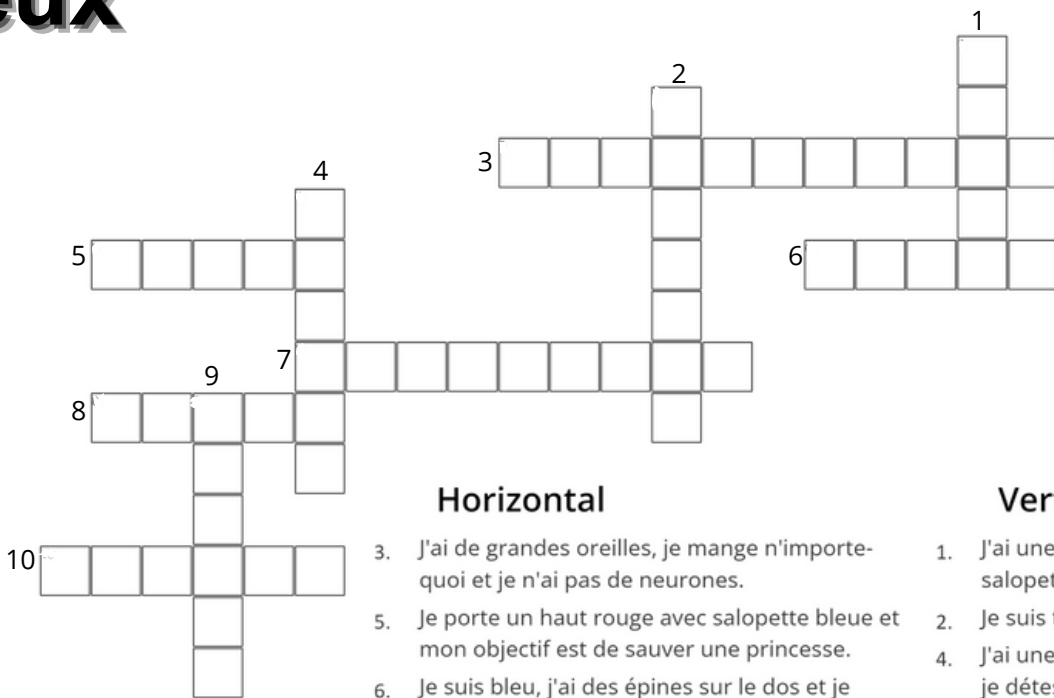 eux
1
2
3
4
5
6
7
9
8
10
Horizontal
3. J'ai de grandes oreilles, je mange n'importe-
quoi et je n'ai pas de neurones.
5. Je porte un haut rouge avec salopette bleue et
mon objectif est de sauver une princesse.
6. Je suis bleu, j'ai des épines sur le dos et je
Ver
1. J'ai une
salopet
2. Je suis
4. J'ai une
je détes